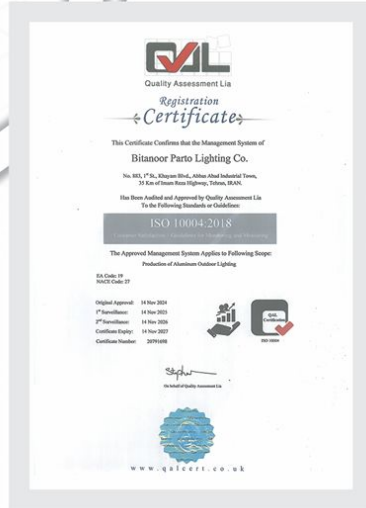 QAL
Quality Assessment Lia
Registration
Certificate
This Certificate Confirms that the Management System of
Bitanoor Parto Lighting Co.
No. 883, 1st St., Khayam Blvd., Abbas Abad Industrial Town,
35 Km of Imam Reza Highway, Tehran, IRAN.
Has Been Audited and Approved by Quality Assessment Lia
To the Following Standards or Guidelines:
ISO 10004:2018
The Approved Management System Applies to Following Scope:
Production of Aluminum Outdoor Lighting
EA Code: 19
NACE Code: 27
Original Approval: 14 Nov 2024
1st Surveillance: 14 Nov 2025
2nd Surveillance: 14 Nov 2026
Certificate Expiry: 14 Nov 2027
Certificate Number: 20791698
QAL
Certification
ISO 10004
On behalf of Quality Assessment Lia
www.qalcert.co.uk